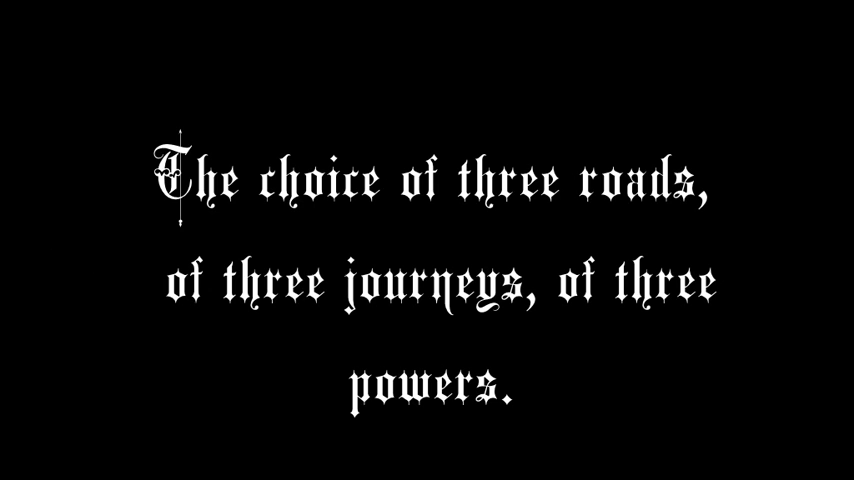 The choice of three roads,
of three journeys, of three
powers.